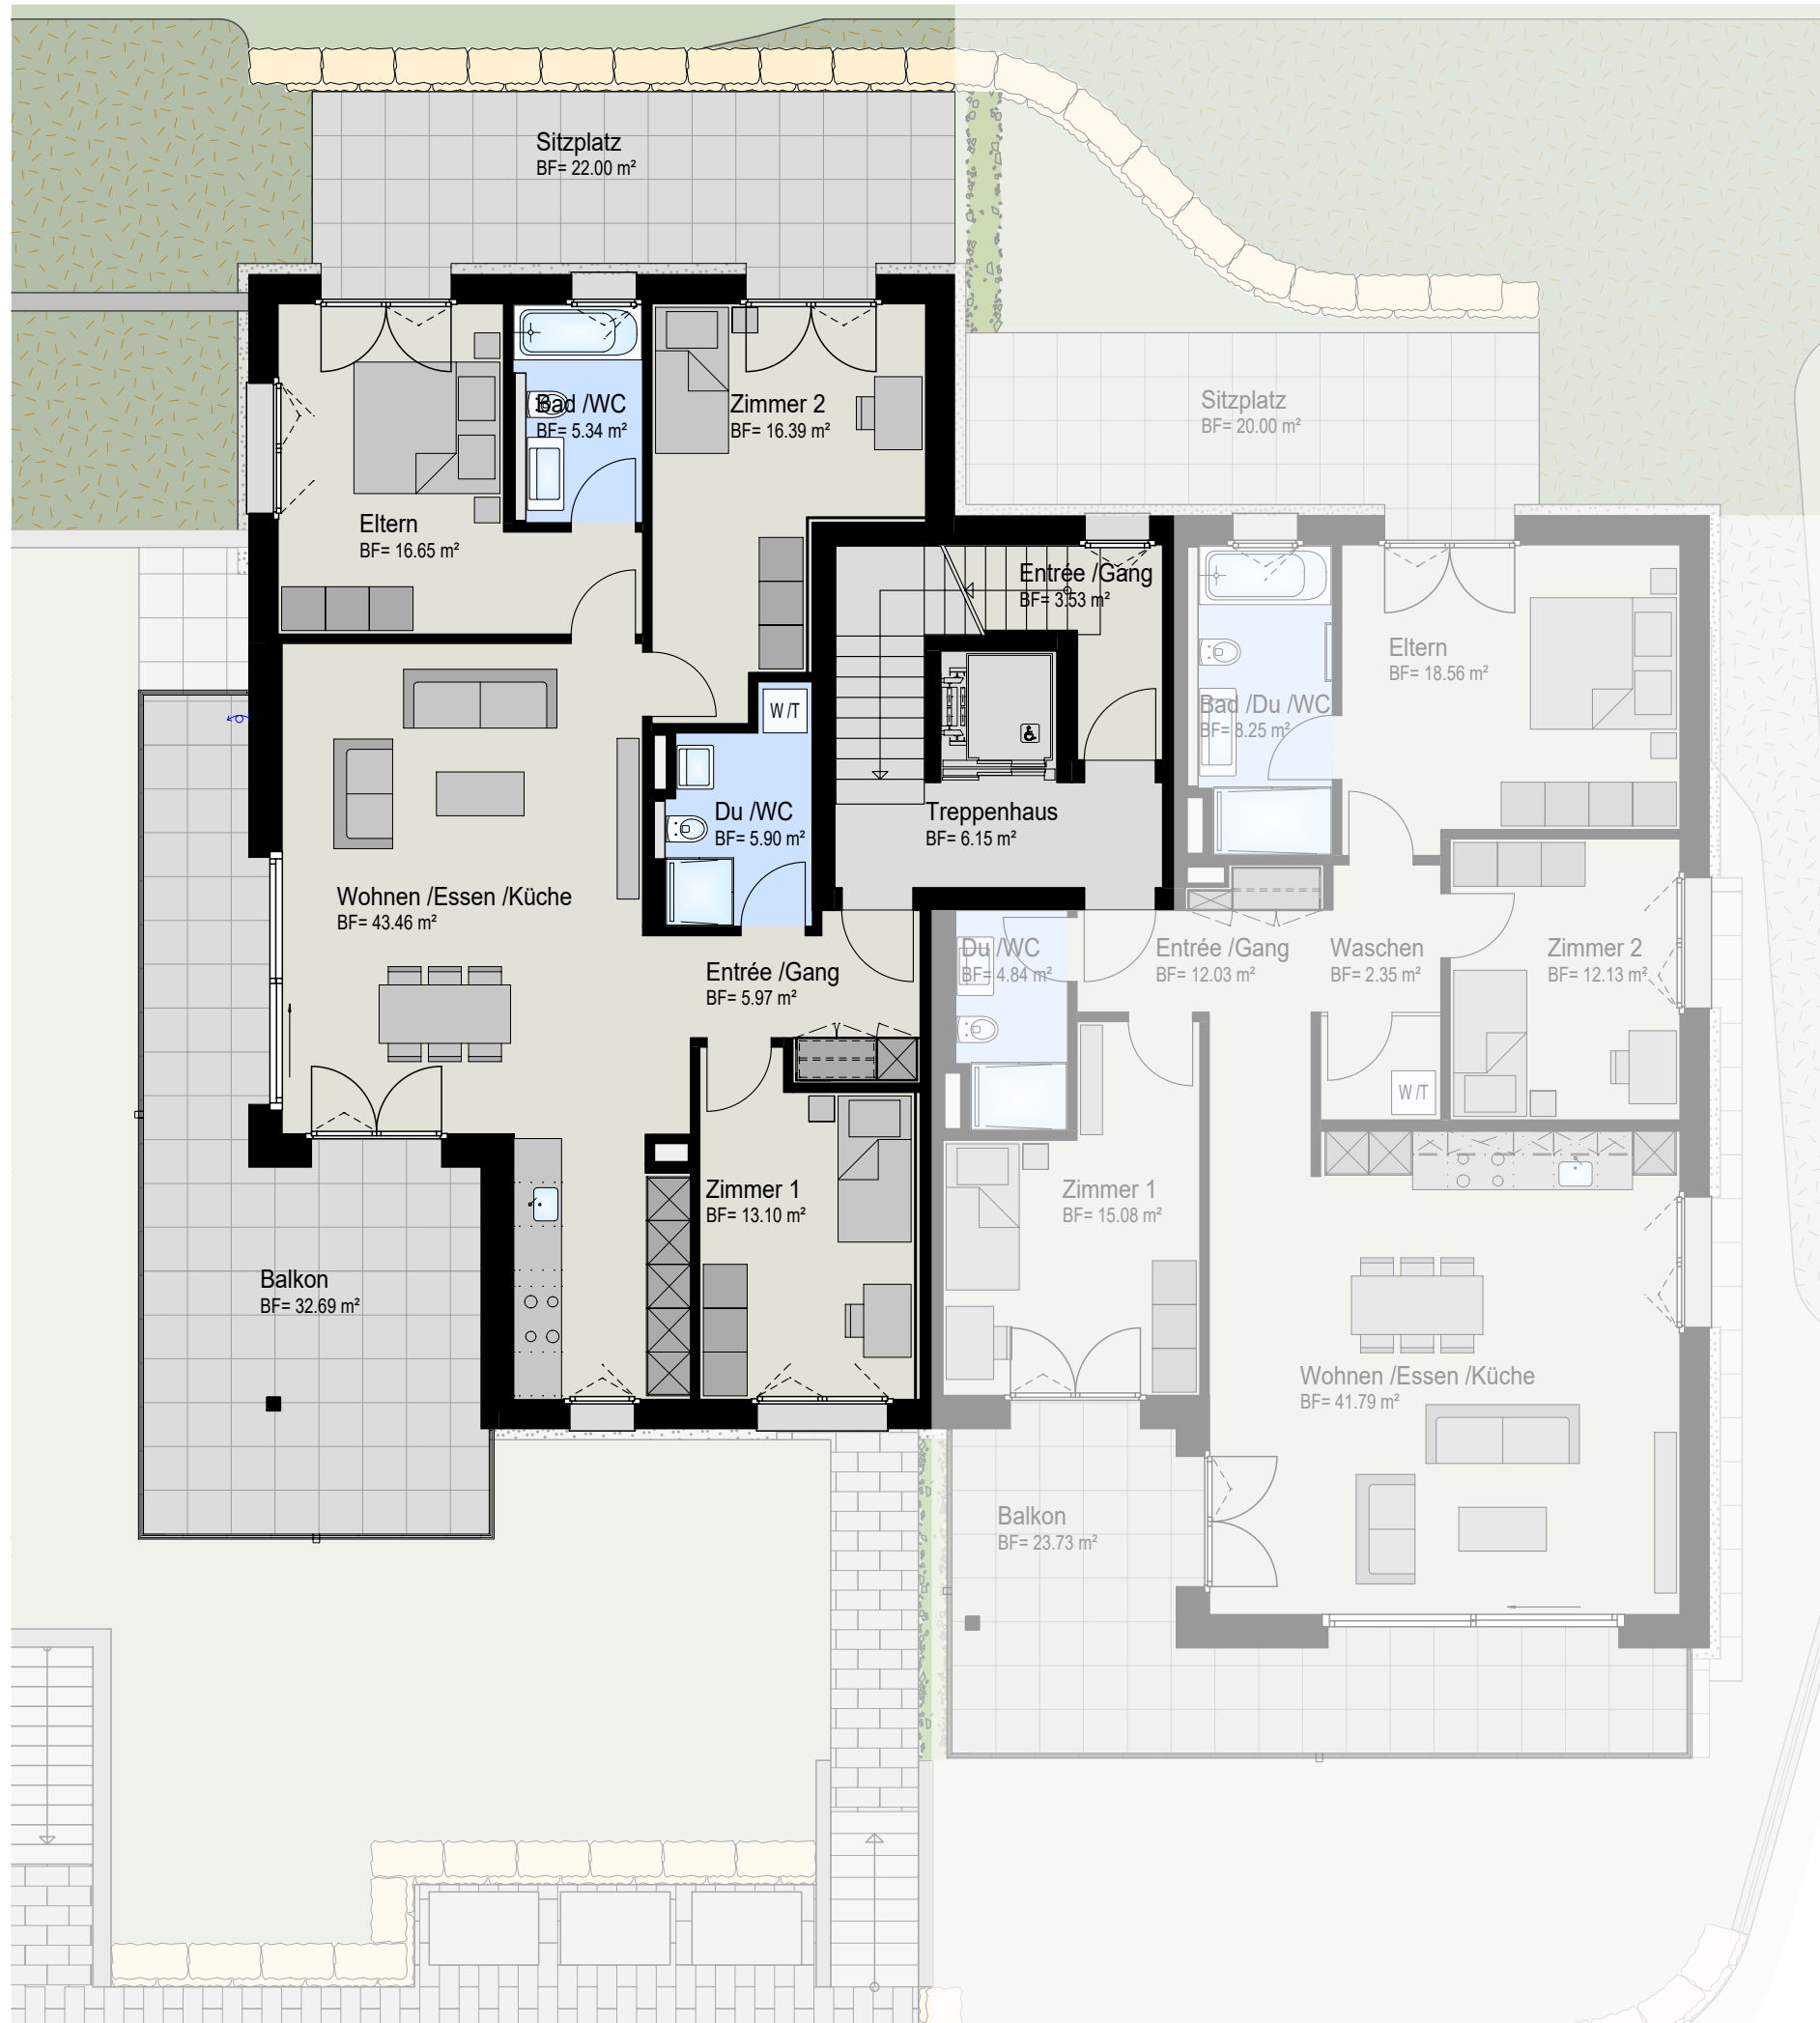 Sitzplatz
BF= 22.00 m²
Bad /WC
BF= 5.34 m²
Zimmer 2
BF= 16.39 m²
Sitzplatz
BF= 20.00 m²
Eltern
BF= 16.65 m²
Entrée /Gang
BF= 3.53 m²
Eltern
BF= 18.56 m²
Bad /Du /WC
BF= 8.25 m²
W /T
Du /WC
BF= 5.90 m²
Treppenhaus
BF= 6.15 m²
Wohnen /Essen /Küche
BF= 43.46 m²
Entrée /Gang
BF= 5.97 m²
Du /WC
BF= 4.84 m²
Entrée /Gang
BF= 12.03 m²
Waschen
BF= 2.35 m²
Zimmer 2
BF= 12.13 m²
W /T
Zimmer 1
BF= 13.10 m²
Zimmer 1
BF= 15.08 m²
Balkon
BF= 32.69 m²
Wohnen /Essen /Küche
BF= 41.79 m²
Balkon
BF= 23.73 m²